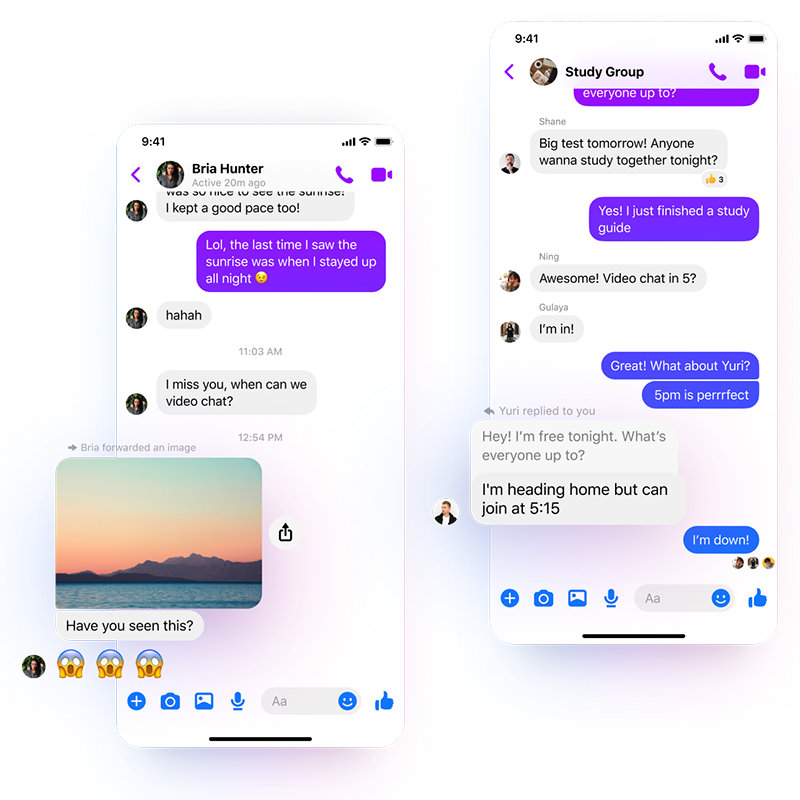 9:41
Bria Hunter
Active 20m ago
was so nice to see the sunrise!
I kept a good pace too!
Lol, the last time I saw the
sunrise was when I stayed up
all night 😉
hahah
11:03 AM
I miss you, when can we
video chat?
12:54 PM
Bria forwarded an image
Have you seen this?
😱 😱 😱
Aa
9:41
Study Group
everyone up to?
Shane
Big test tomorrow! Anyone
wanna study together tonight?
👍 3
Yes! I just finished a study
guide
Ning
Awesome! Video chat in 5?
Gulaya
I'm in!
Great! What about Yuri?
5pm is perrrfect
Yuri replied to you
Hey! I'm free tonight. What's
everyone up to?
I'm heading home but can
join at 5:15
I'm down!
Aa